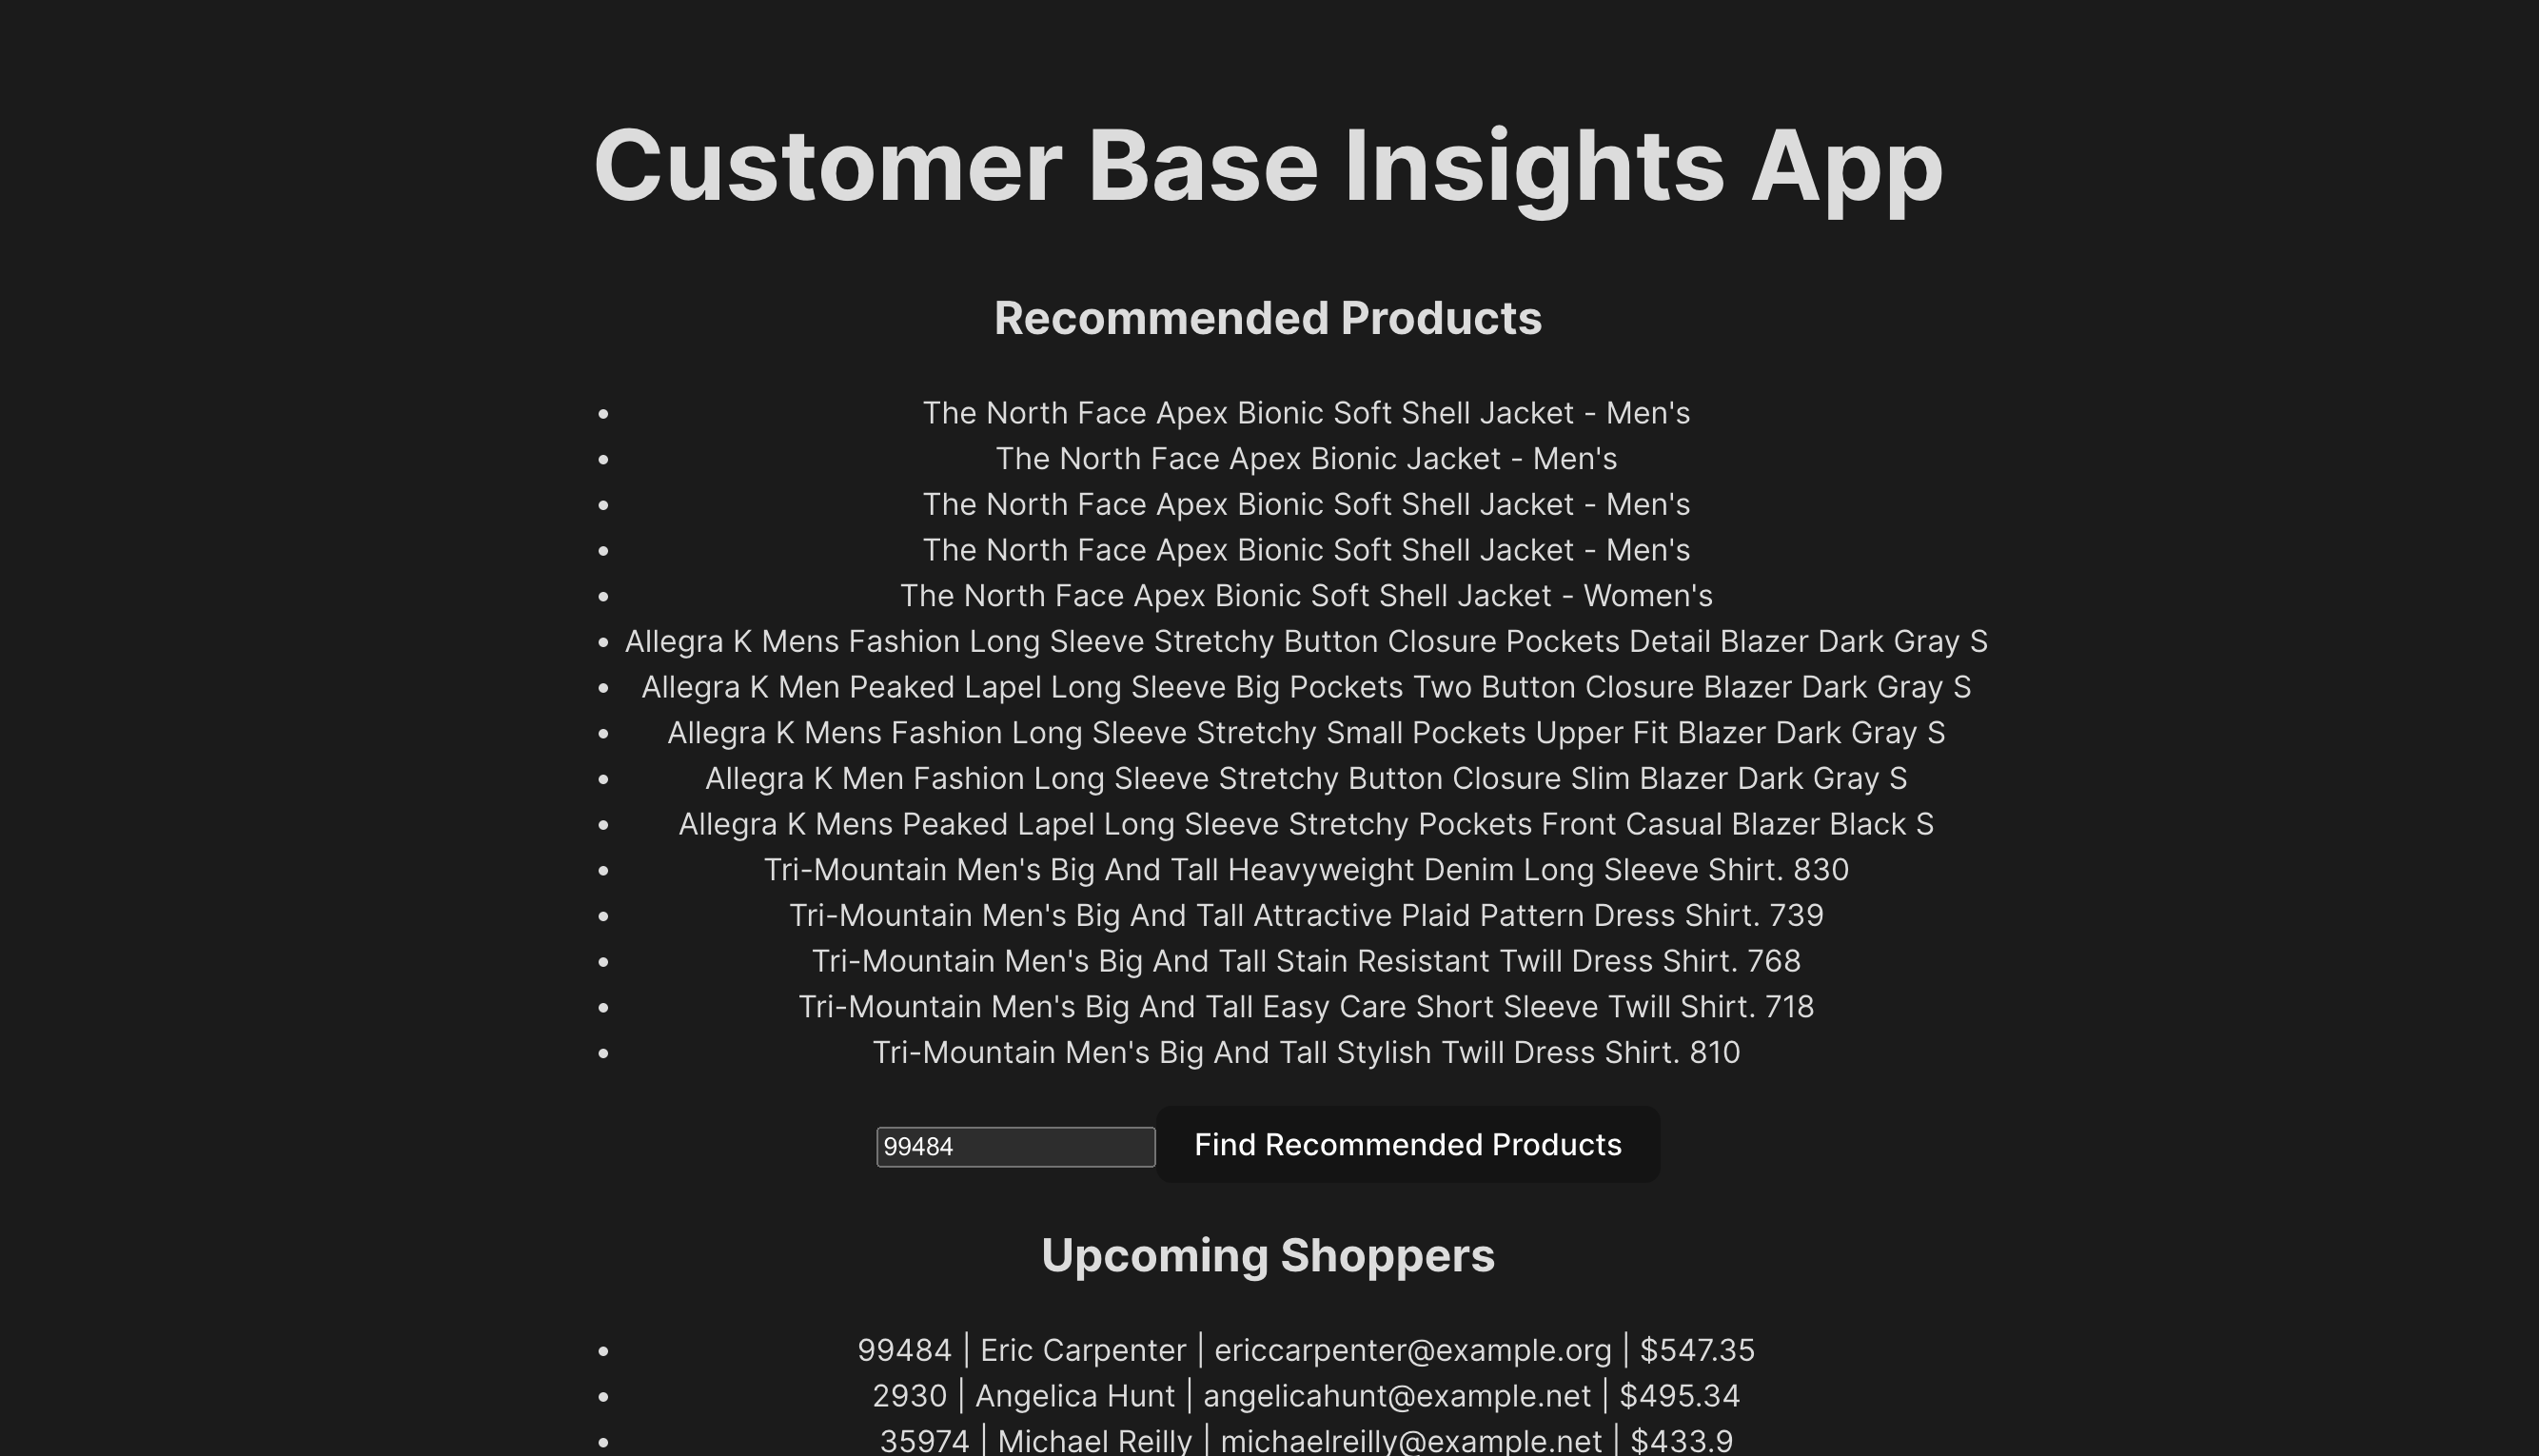 Customer Base Insights App
Recommended Products
The North Face Apex Bionic Soft Shell Jacket - Men's
The North Face Apex Bionic Jacket - Men's
The North Face Apex Bionic Soft Shell Jacket - Men's
The North Face Apex Bionic Soft Shell Jacket - Men's
The North Face Apex Bionic Soft Shell Jacket - Women's
Allegra K Mens Fashion Long Sleeve Stretchy Button Closure Pockets Detail Blazer Dark Gray S
Allegra K Men Peaked Lapel Long Sleeve Big Pockets Two Button Closure Blazer Dark Gray S
Allegra K Mens Fashion Long Sleeve Stretchy Small Pockets Upper Fit Blazer Dark Gray S
Allegra K Men Fashion Long Sleeve Stretchy Button Closure Slim Blazer Dark Gray S
Allegra K Mens Peaked Lapel Long Sleeve Stretchy Pockets Front Casual Blazer Black S
Tri-Mountain Men's Big And Tall Heavyweight Denim Long Sleeve Shirt. 830
Tri-Mountain Men's Big And Tall Attractive Plaid Pattern Dress Shirt. 739
Tri-Mountain Men's Big And Tall Stain Resistant Twill Dress Shirt. 768
Tri-Mountain Men's Big And Tall Easy Care Short Sleeve Twill Shirt. 718
Tri-Mountain Men's Big And Tall Stylish Twill Dress Shirt. 810
99484 Find Recommended Products
Upcoming Shoppers
99484 | Eric Carpenter | ericcarpenter@example.org | $547.35
2930 | Angelica Hunt | angelicahunt@example.net | $495.34
35974 | Michael Reilly | michaelreilly@example.net | $433.9